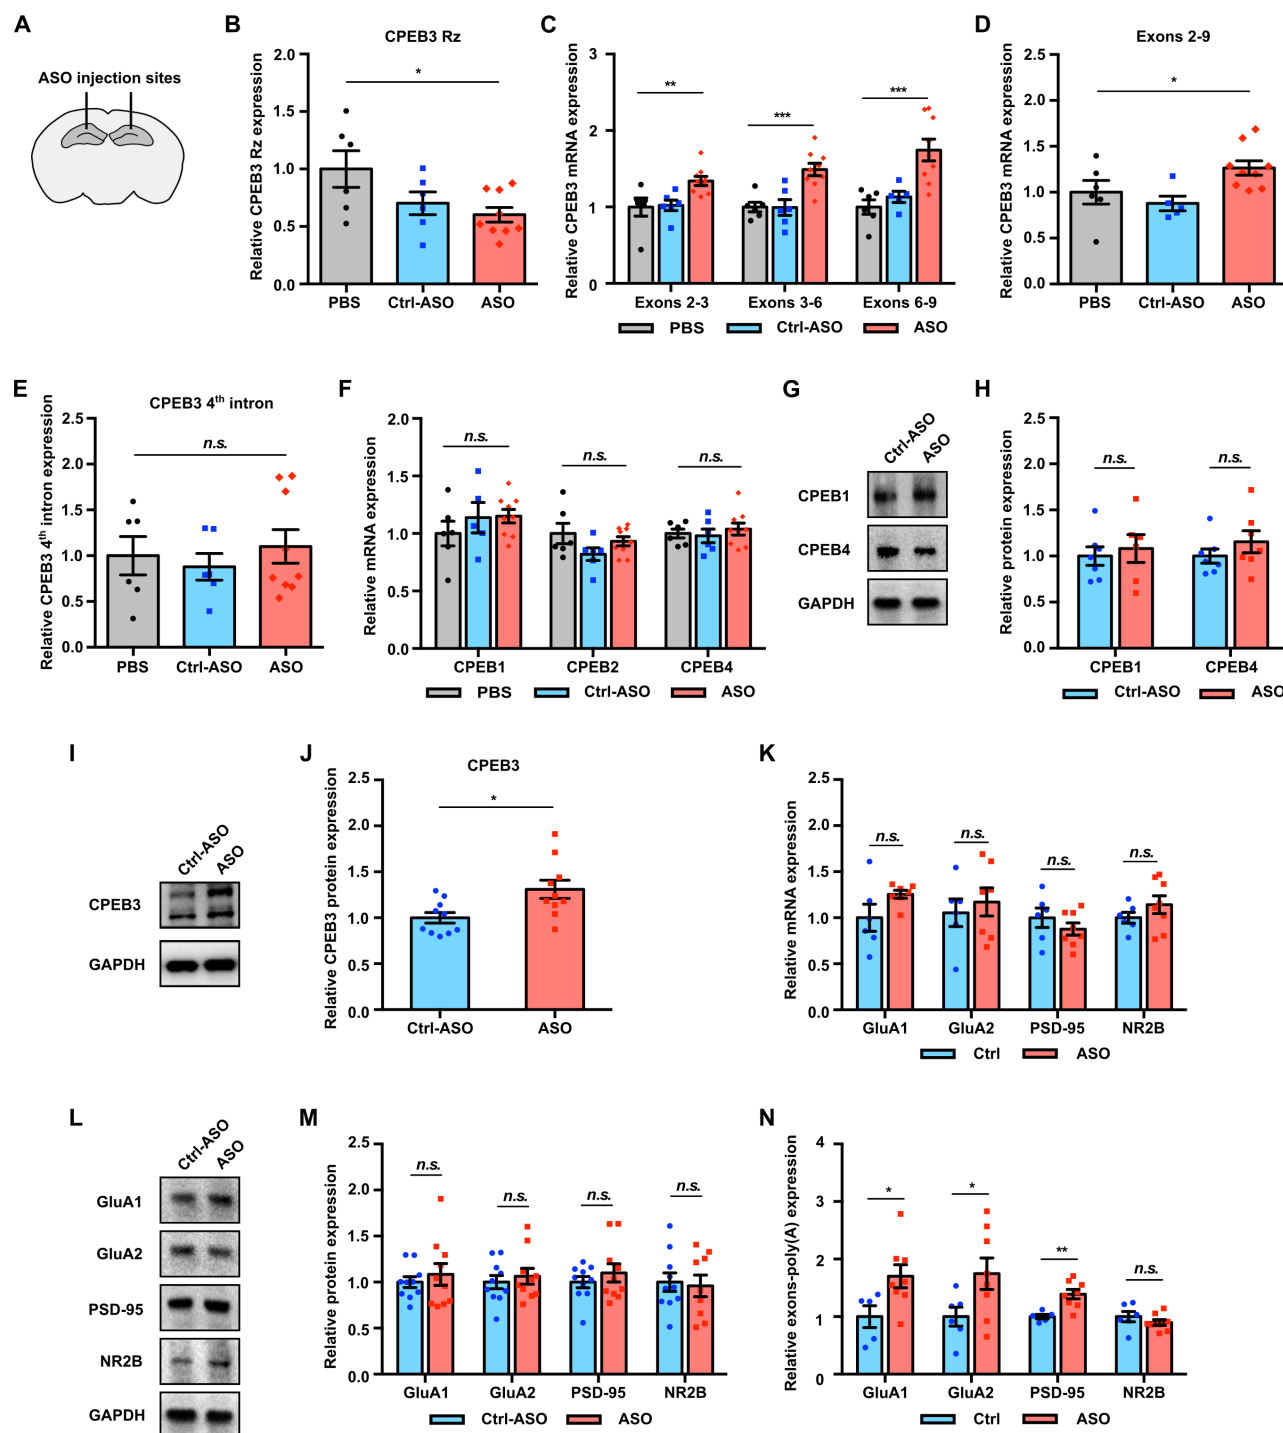 A
ASO injection sites
B
CPEB3 Rz
Relative CPEB3 Rz expression
2.0
1.5
1.0
0.5
0.0
*
PBS
Ctrl-ASO
ASO
C
Relative CPEB3 mRNA expression
3
2
1
0
**
***
***
Exons 2-3
Exons 3-6
Exons 6-9
PBS
Ctrl-ASO
ASO
D
Exons 2-9
Relative CPEB3 mRNA expression
2.5
2.0
1.5
1.0
0.5
0.0
*
PBS
Ctrl-ASO
ASO
E
CPEB3 4th intron
Relative CPEB3 4th intron expression
2.5
2.0
1.5
1.0
0.5
0.0
n.s.
PBS
Ctrl-ASO
ASO
F
Relative mRNA expression
2.0
1.5
1.0
0.5
0.0
n.s.
n.s.
n.s.
CPEB1
CPEB2
CPEB4
PBS
Ctrl-ASO
ASO
G
Ctrl-ASO
ASO
CPEB1
CPEB4
GAPDH
H
Relative protein expression
2.5
2.0
1.5
1.0
0.5
0.0
n.s.
n.s.
CPEB1
CPEB4
Ctrl-ASO
ASO
I
Ctrl-ASO
ASO
CPEB3
GAPDH
J
CPEB3
Relative CPEB3 protein expression
2.5
2.0
1.5
1.0
0.5
0.0
*
Ctrl-ASO
ASO
K
Relative mRNA expression
2.5
2.0
1.5
1.0
0.5
0.0
n.s.
n.s.
n.s.
n.s.
GluA1
GluA2
PSD-95
NR2B
Ctrl
ASO
L
Ctrl-ASO
ASO
GluA1
GluA2
PSD-95
NR2B
GAPDH
M
Relative protein expression
2.5
2.0
1.5
1.0
0.5
0.0
n.s.
n.s.
n.s.
n.s.
GluA1
GluA2
PSD-95
NR2B
Ctrl-ASO
ASO
N
Relative exons-poly(A) expression
4
3
2
1
0
*
*
**
n.s.
GluA1
GluA2
PSD-95
NR2B
Ctrl
ASO